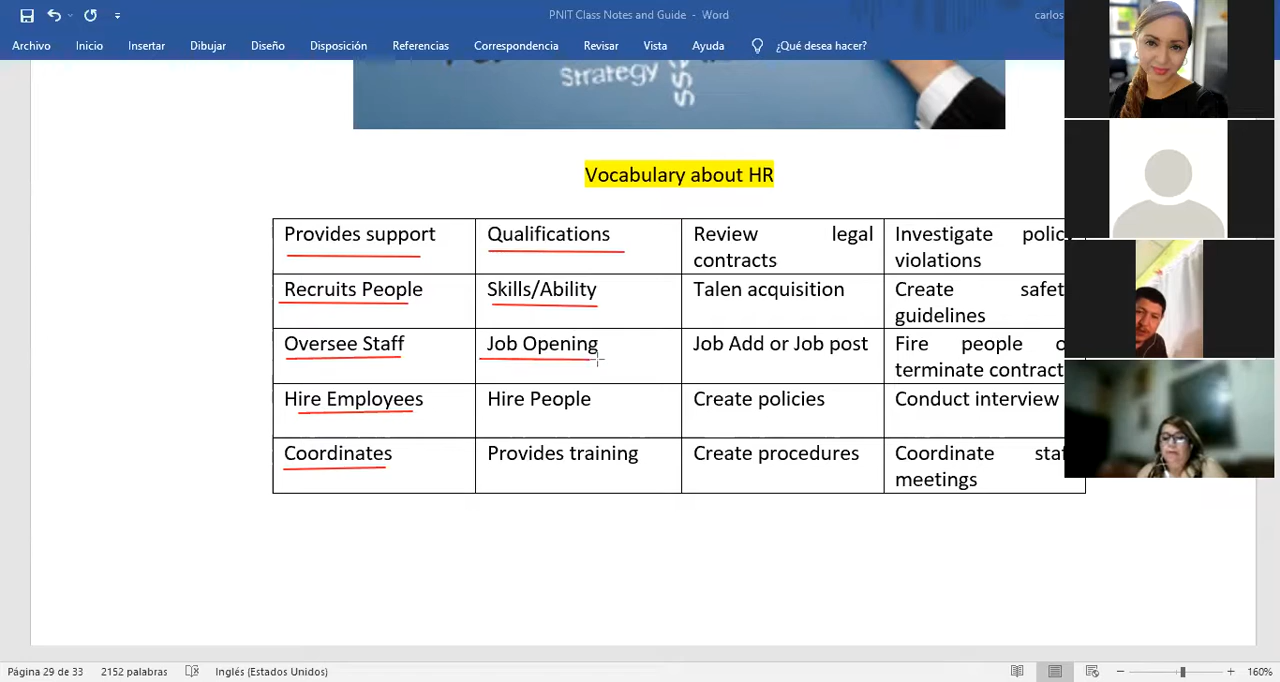 PNIT Class Notes and Guide - Word
carlos
Archivo Inicio Insertar Dibujar Diseño Disposición Referencias Correspondencia Revisar Vista Ayuda ¿Qué desea hacer?
Strategy
Vocabulary about HR
Provides support
Qualifications
Review legal
contracts
Investigate
violations
Recruits People
Skills/Ability
Talen acquisition
Create
guidelines
Oversee Staff
Job Opening
Job Add or Job post
Fire people
terminate contract
Hire Employees
Hire People
Create policies
Conduct interview
Coordinates
Provides training
Create procedures
Coordinate
meetings
Página 29 de 33 2152 palabras Inglés (Estados Unidos) 160%